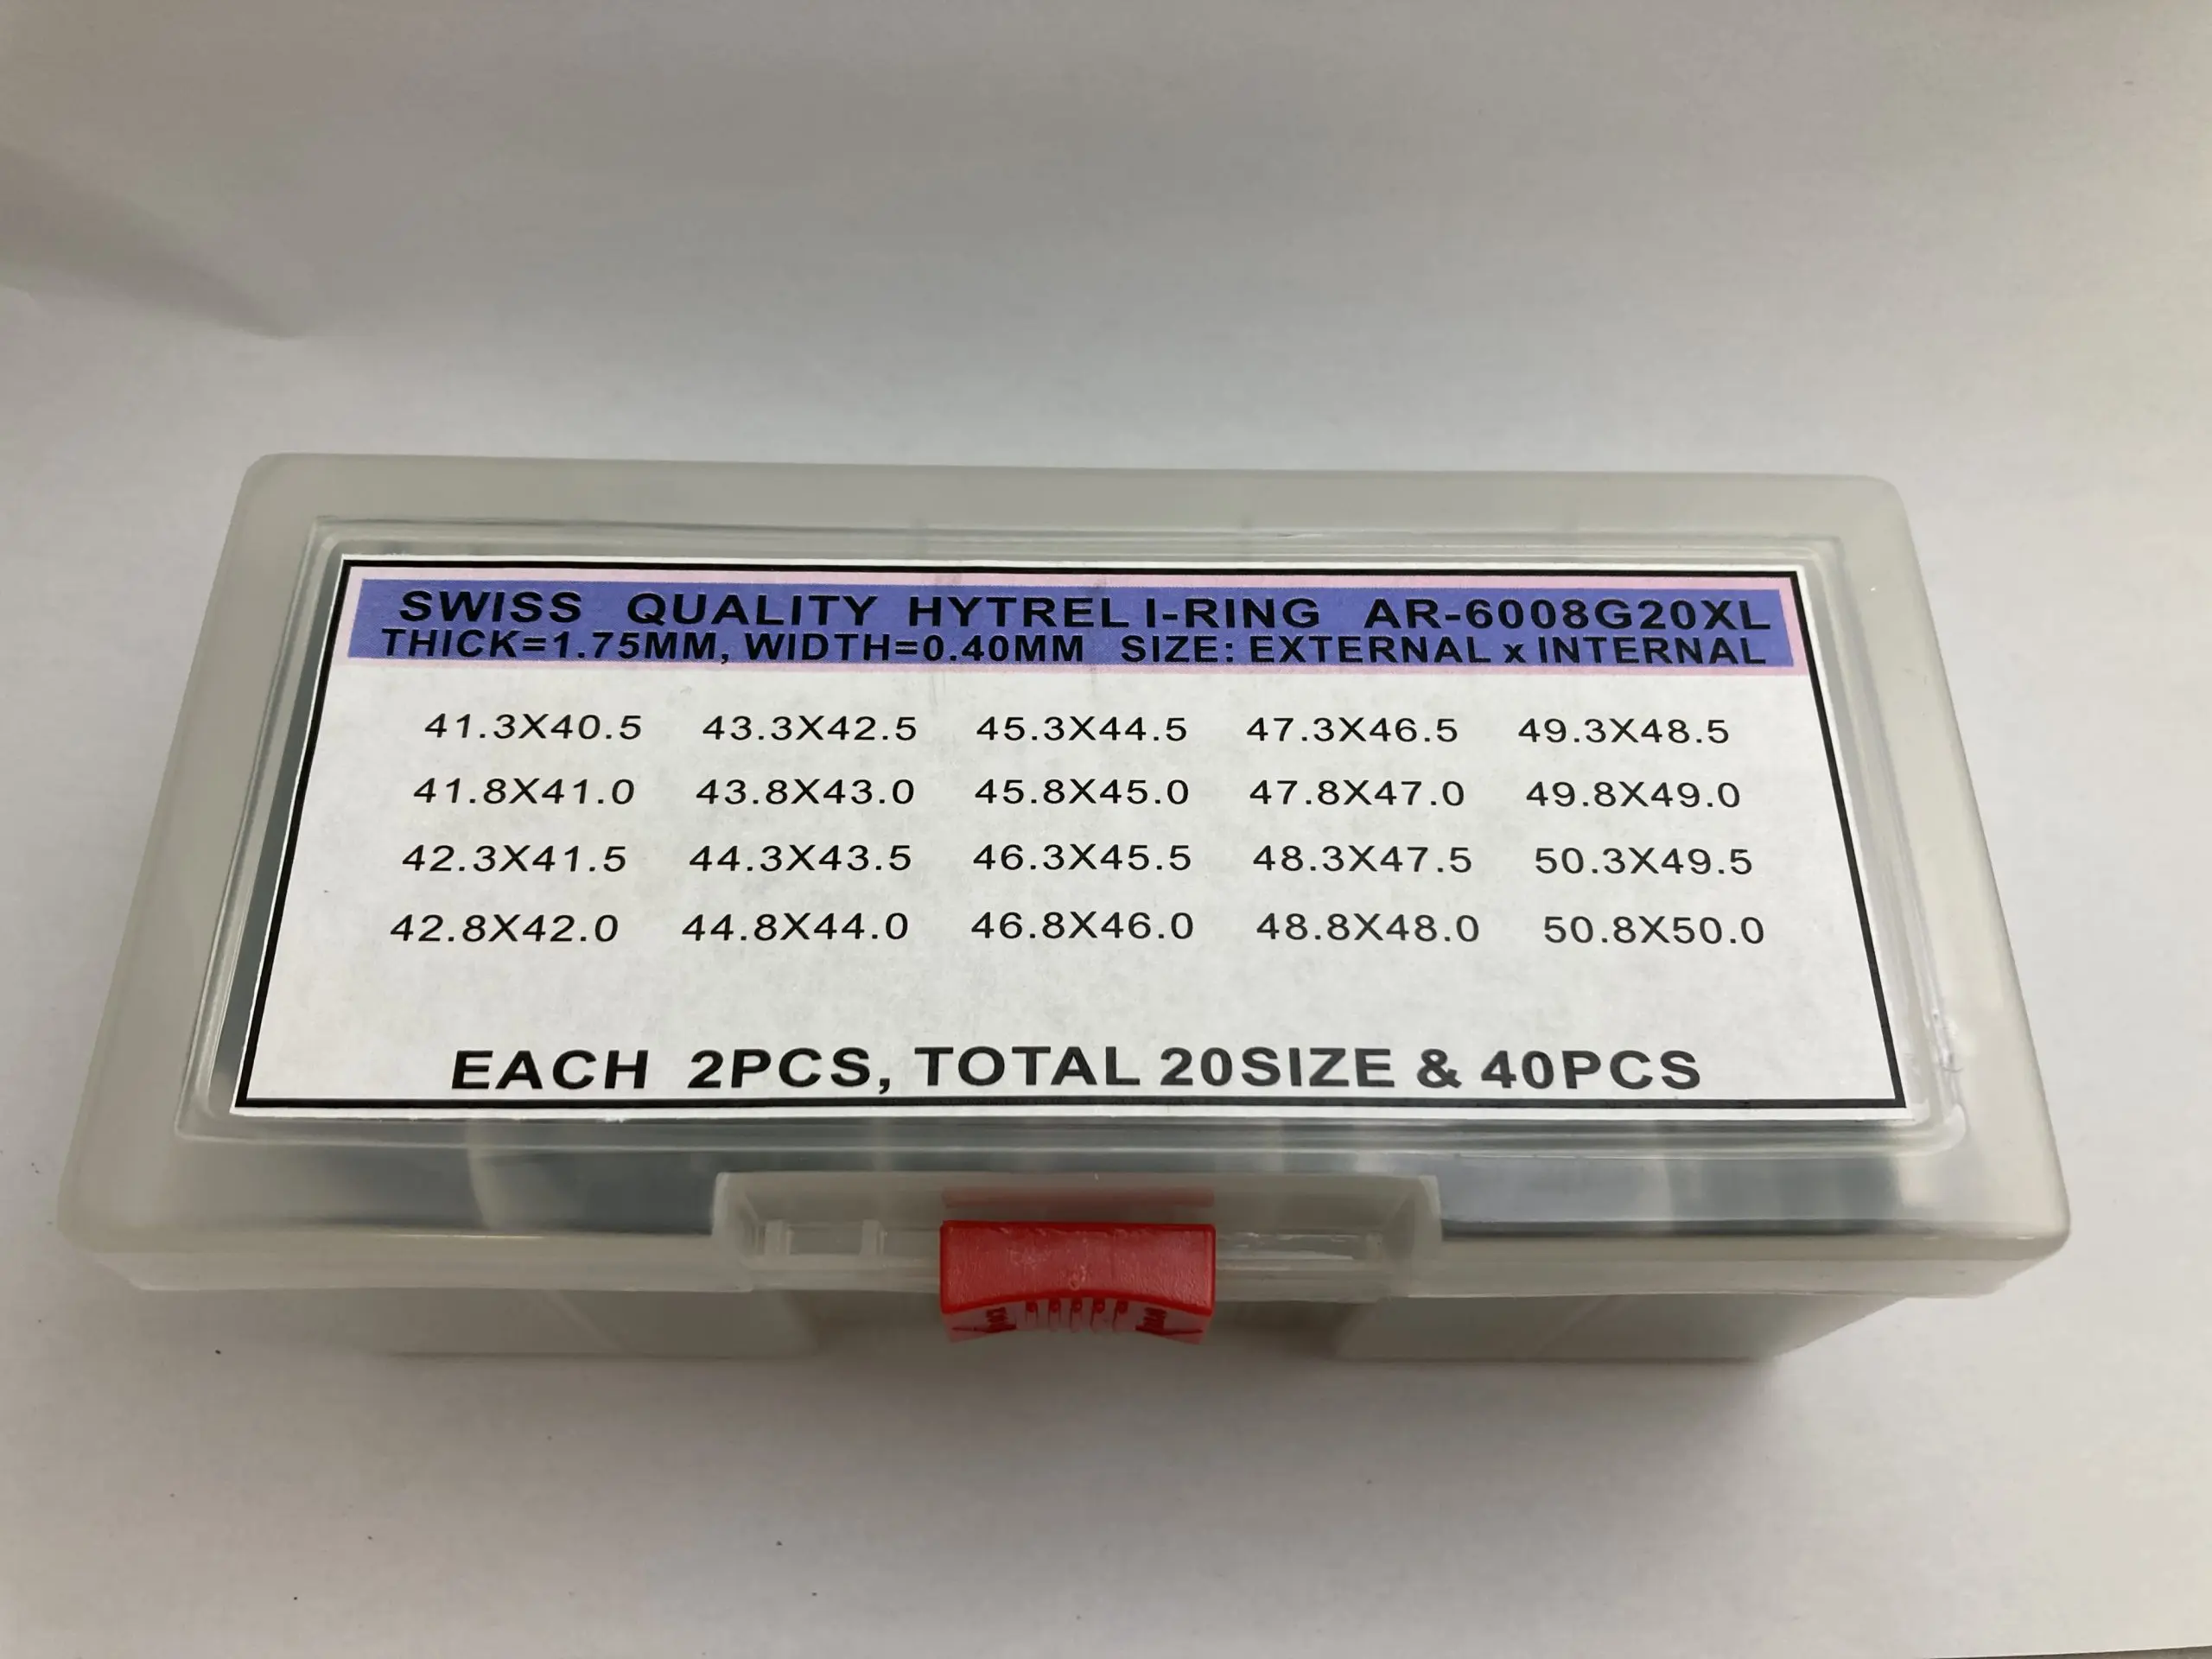 SWISS QUALITY HYTREL I-RING AR-6008G20XL
THICK=1.75MM, WIDTH=0.40MM SIZE: EXTERNAL x INTERNAL
41.3X40.5 43.3X42.5 45.3X44.5 47.3X46.5 49.3X48.5
41.8X41.0 43.8X43.0 45.8X45.0 47.8X47.0 49.8X49.0
42.3X41.5 44.3X43.5 46.3X45.5 48.3X47.5 50.3X49.5
42.8X42.0 44.8X44.0 46.8X46.0 48.8X48.0 50.8X50.0
EACH 2PCS, TOTAL 20SIZE & 40PCS